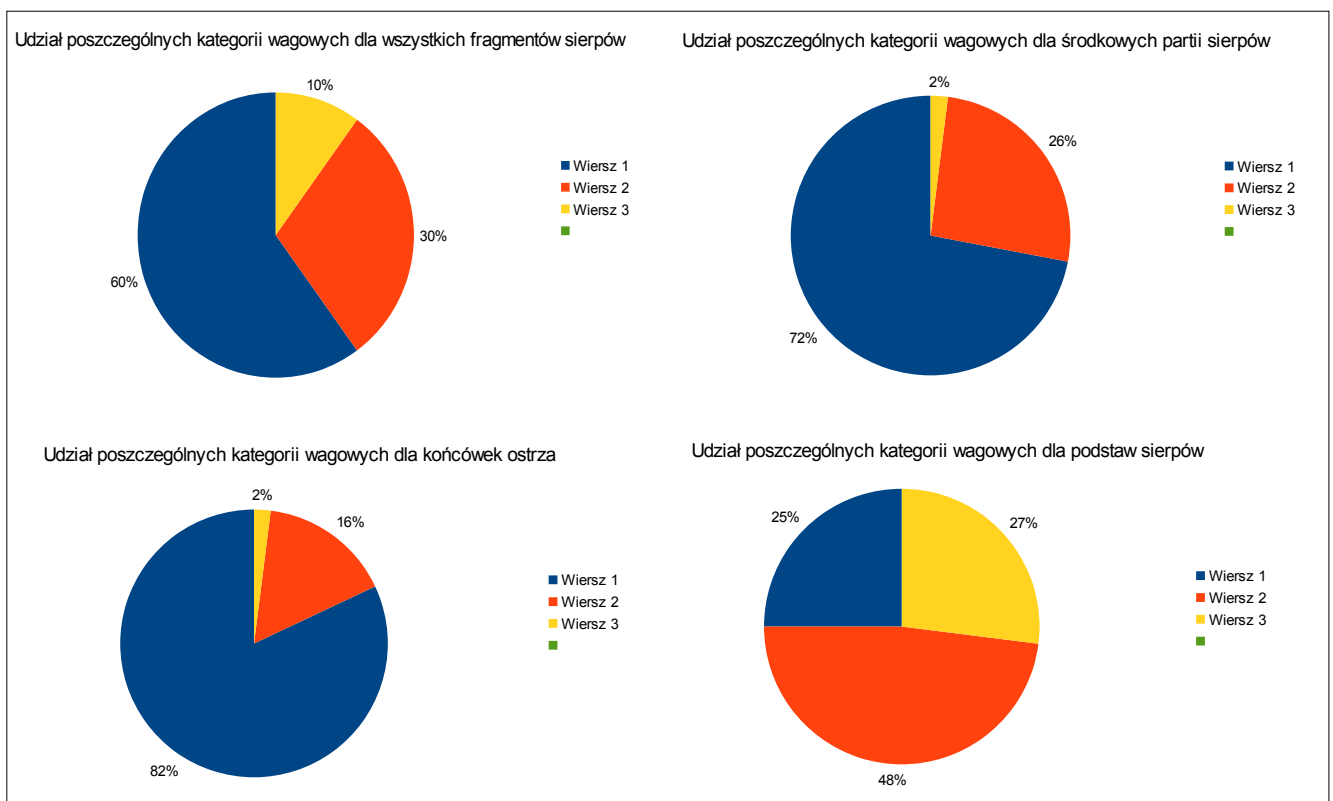 Udział poszczególnych kategorii wagowych dla wszystkich fragmentów sierpów
10%
30%
60%
Wiersz 1
Wiersz 2
Wiersz 3
Udział poszczególnych kategorii wagowych dla środkowych partii sierpów
2%
26%
72%
Wiersz 1
Wiersz 2
Wiersz 3
Udział poszczególnych kategorii wagowych dla końcówek ostrza
2%
16%
82%
Wiersz 1
Wiersz 2
Wiersz 3
Udział poszczególnych kategorii wagowych dla podstaw sierpów
25%
27%
48%
Wiersz 1
Wiersz 2
Wiersz 3